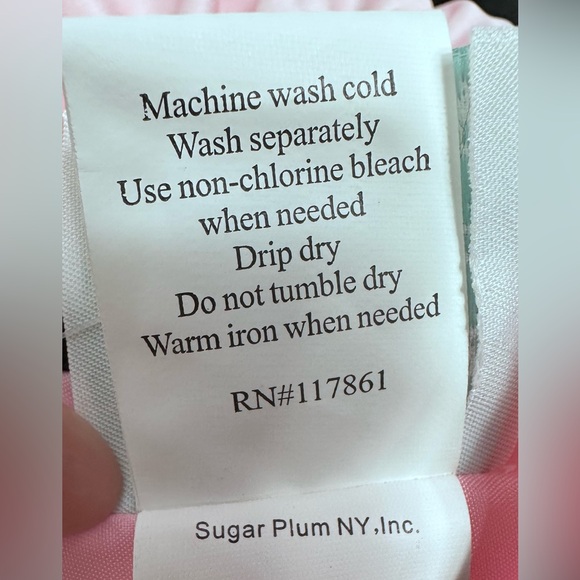 Machine wash cold
Wash separately
Use non-chlorine bleach
when needed
Drip dry
Do not tumble dry
Warm iron when needed
RN#117861
Sugar Plum NY,Inc.